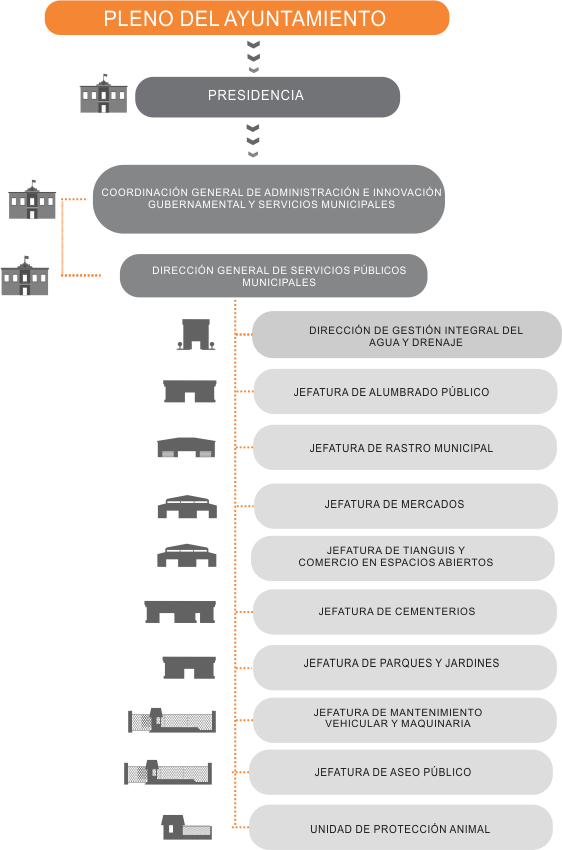 PLENO DEL AYUNTAMIENTO
PRESIDENCIA
COORDINACIÓN GENERAL DE ADMINISTRACIÓN E INNOVACIÓN
GUBERNAMENTAL Y SERVICIOS MUNICIPALES
DIRECCIÓN GENERAL DE SERVICIOS PÚBLICOS
MUNICIPALES
DIRECCIÓN DE GESTIÓN INTEGRAL DEL
AGUA Y DRENAJE
JEFATURA DE ALUMBRADO PÚBLICO
JEFATURA DE RASTRO MUNICIPAL
JEFATURA DE MERCADOS
JEFATURA DE TIANGUIS Y
COMERCIO EN ESPACIOS ABIERTOS
JEFATURA DE CEMENTERIOS
JEFATURA DE PARQUES Y JARDINES
JEFATURA DE MANTENIMIENTO
VEHICULAR Y MAQUINARIA
JEFATURA DE ASEO PÚBLICO
UNIDAD DE PROTECCIÓN ANIMAL